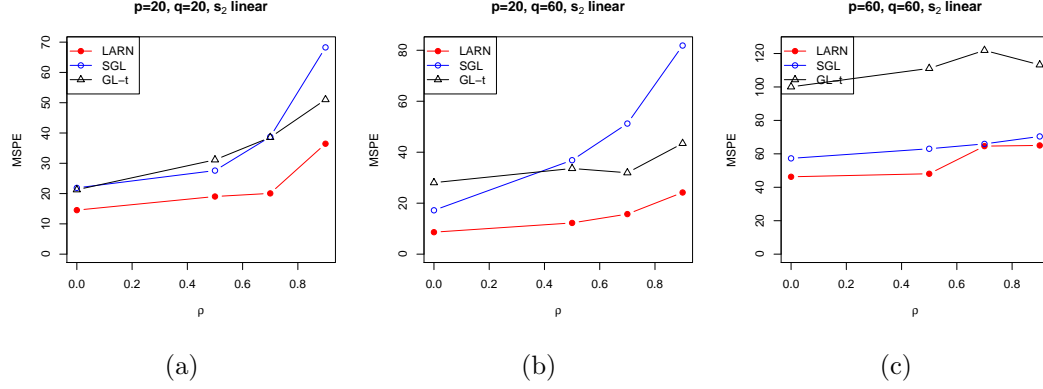 p=20, q=20, s₂ linear
LARN
SGL
GL−t
MSPE
0 10 20 30 40 50 60 70
0.0 0.2 0.4 0.6 0.8
ρ
(a)
p=20, q=60, s₂ linear
LARN
SGL
GL−t
MSPE
0 20 40 60 80
0.0 0.2 0.4 0.6 0.8
ρ
(b)
p=60, q=60, s₂ linear
LARN
SGL
GL−t
MSPE
0 20 40 60 80 100 120
0.0 0.2 0.4 0.6 0.8
ρ
(c)